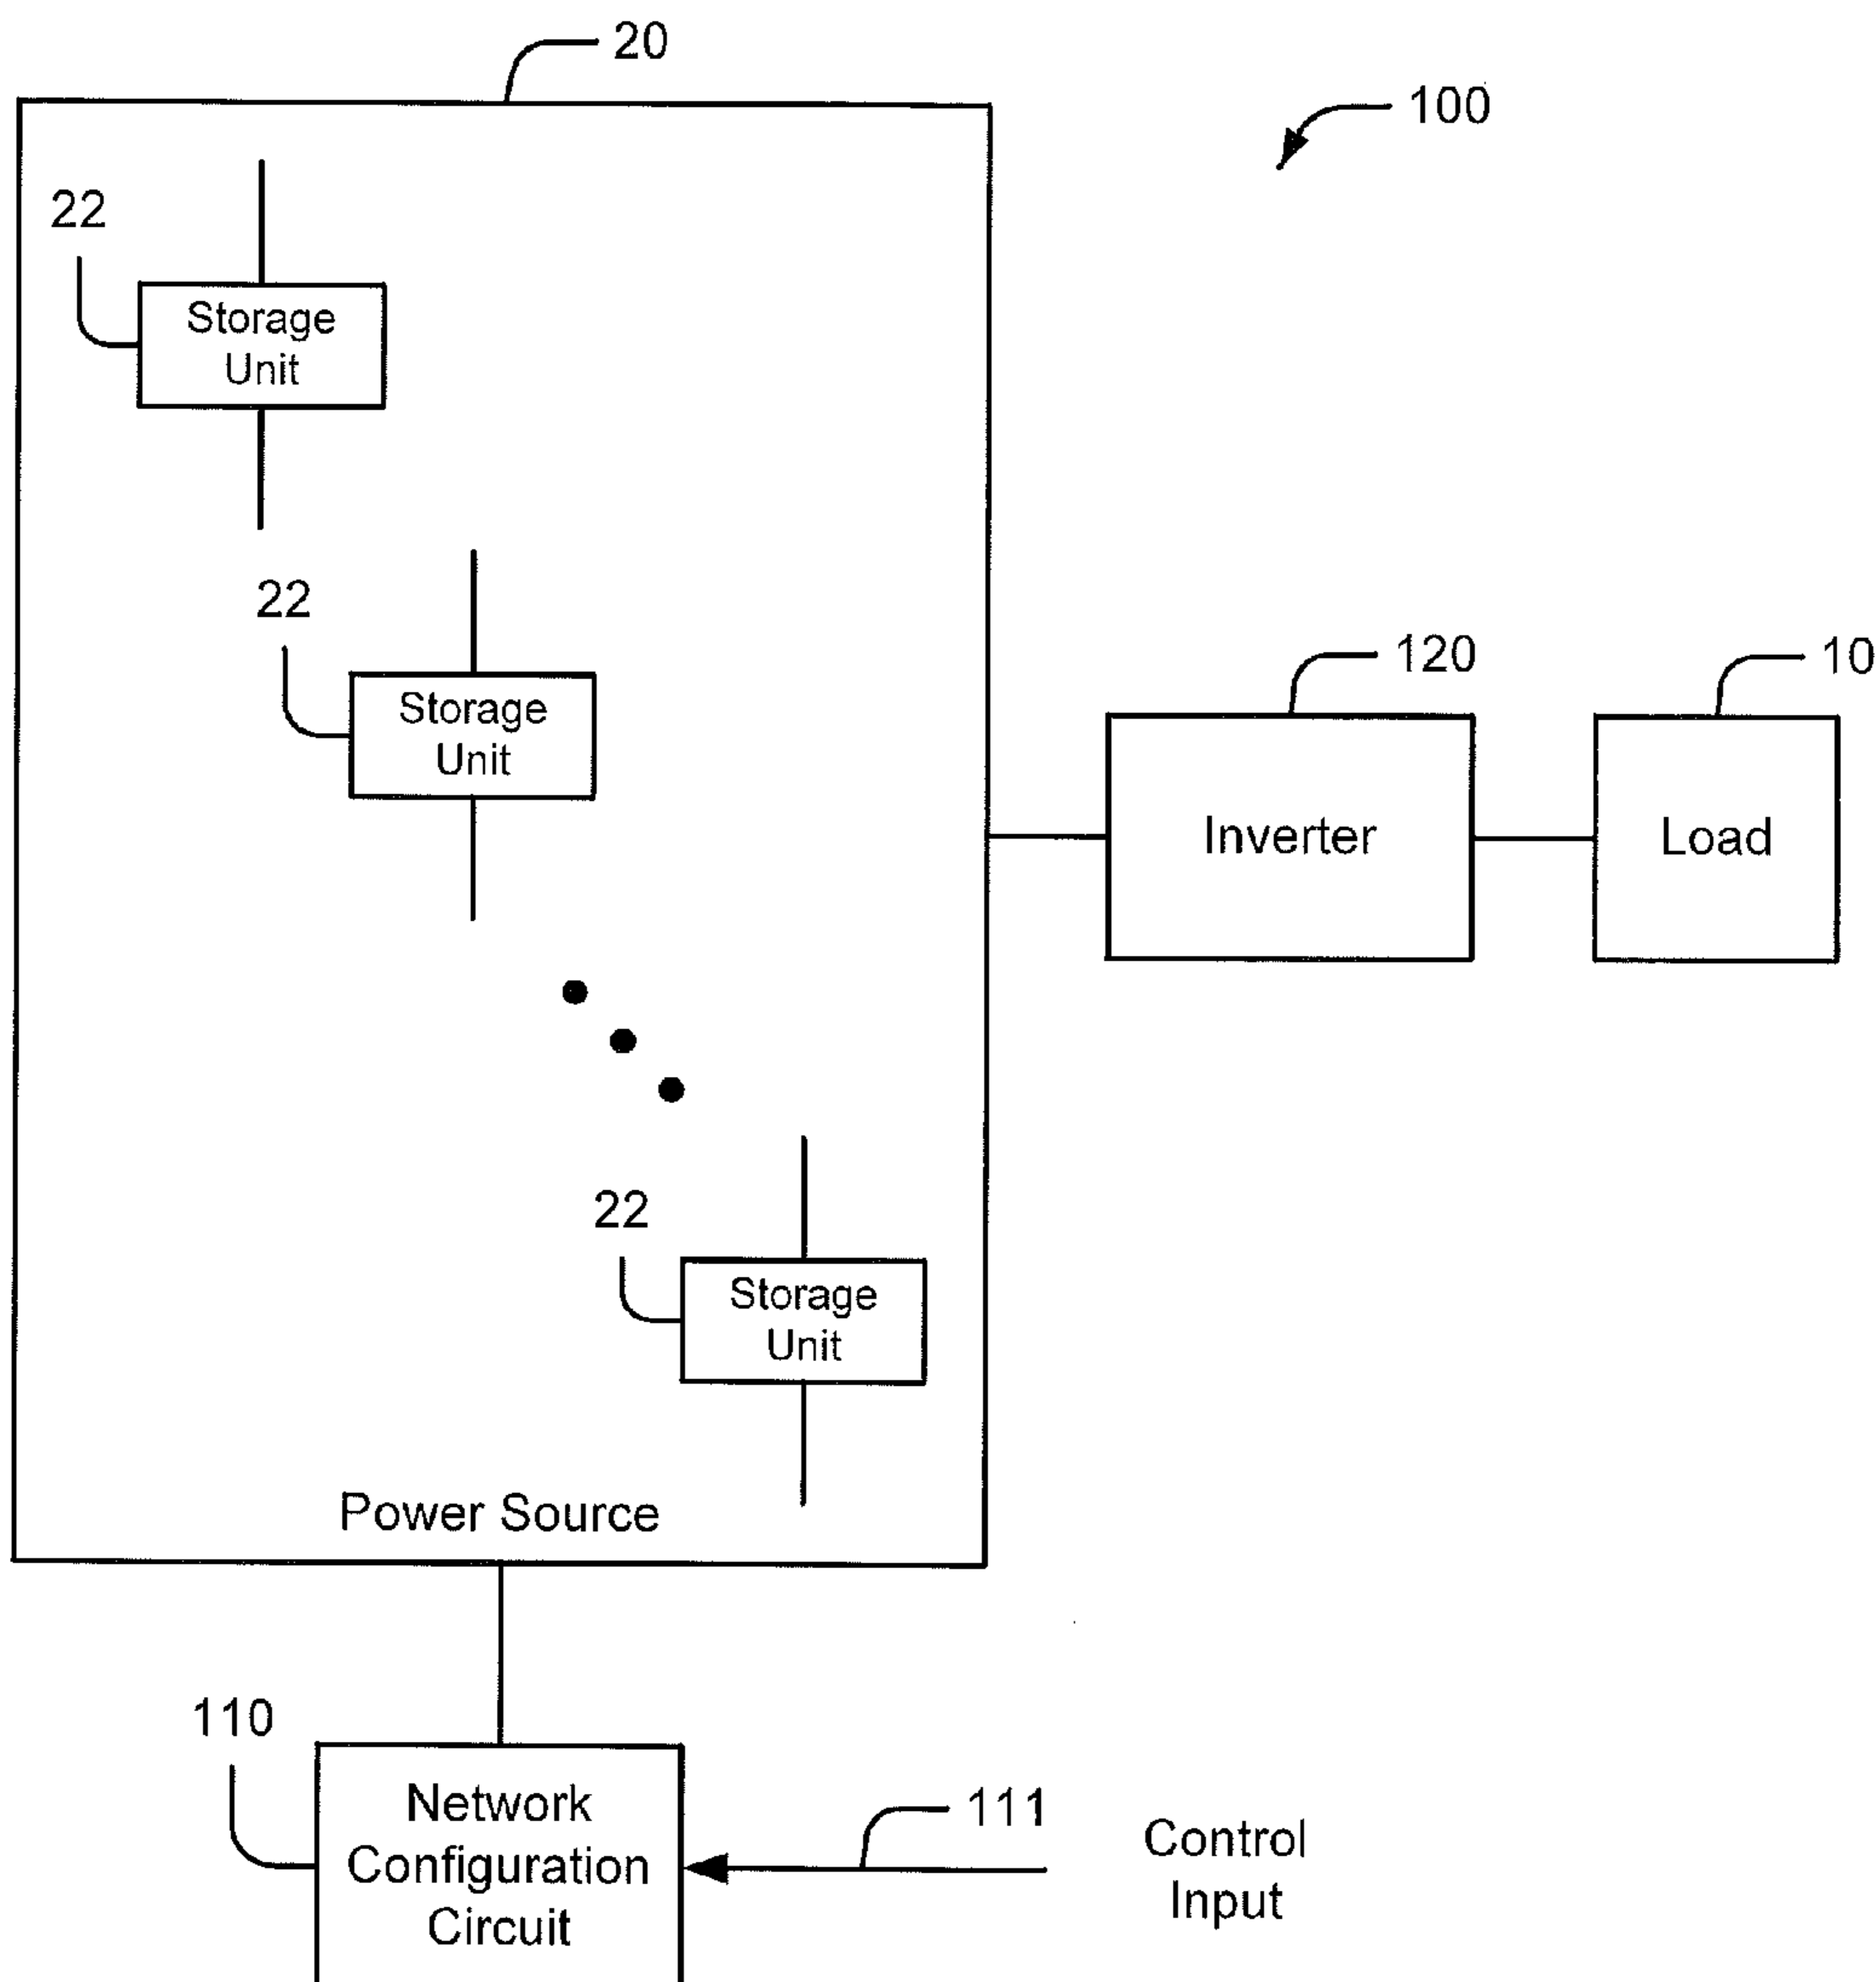 20
100
22
Storage
Unit
22
Storage
Unit
120
10
Inverter
Load
22
Storage
Unit
Power Source
110
Network
Configuration
Circuit
111
Control
Input